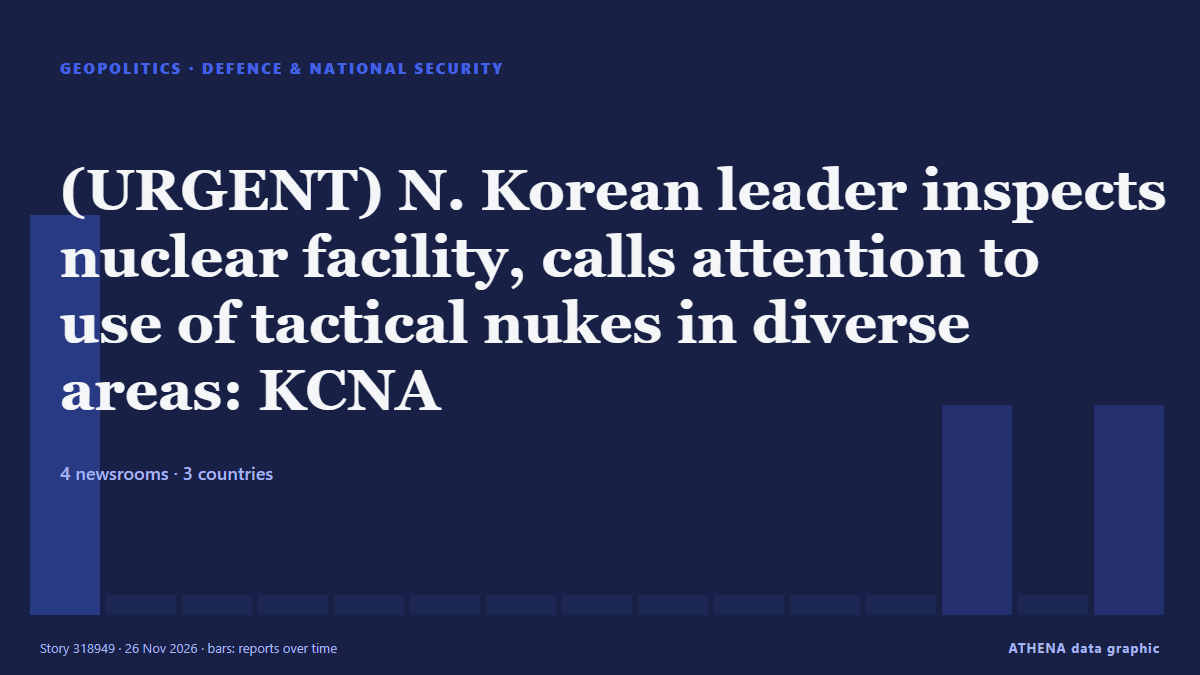 GEOPOLITICS · DEFENCE & NATIONAL SECURITY
(URGENT) N. Korean leader inspects
nuclear facility, calls attention to
use of tactical nukes in diverse
areas: KCNA
4 newsrooms · 3 countries
Story 318949 · 26 Nov 2026 · bars: reports over time
ATHENA data graphic